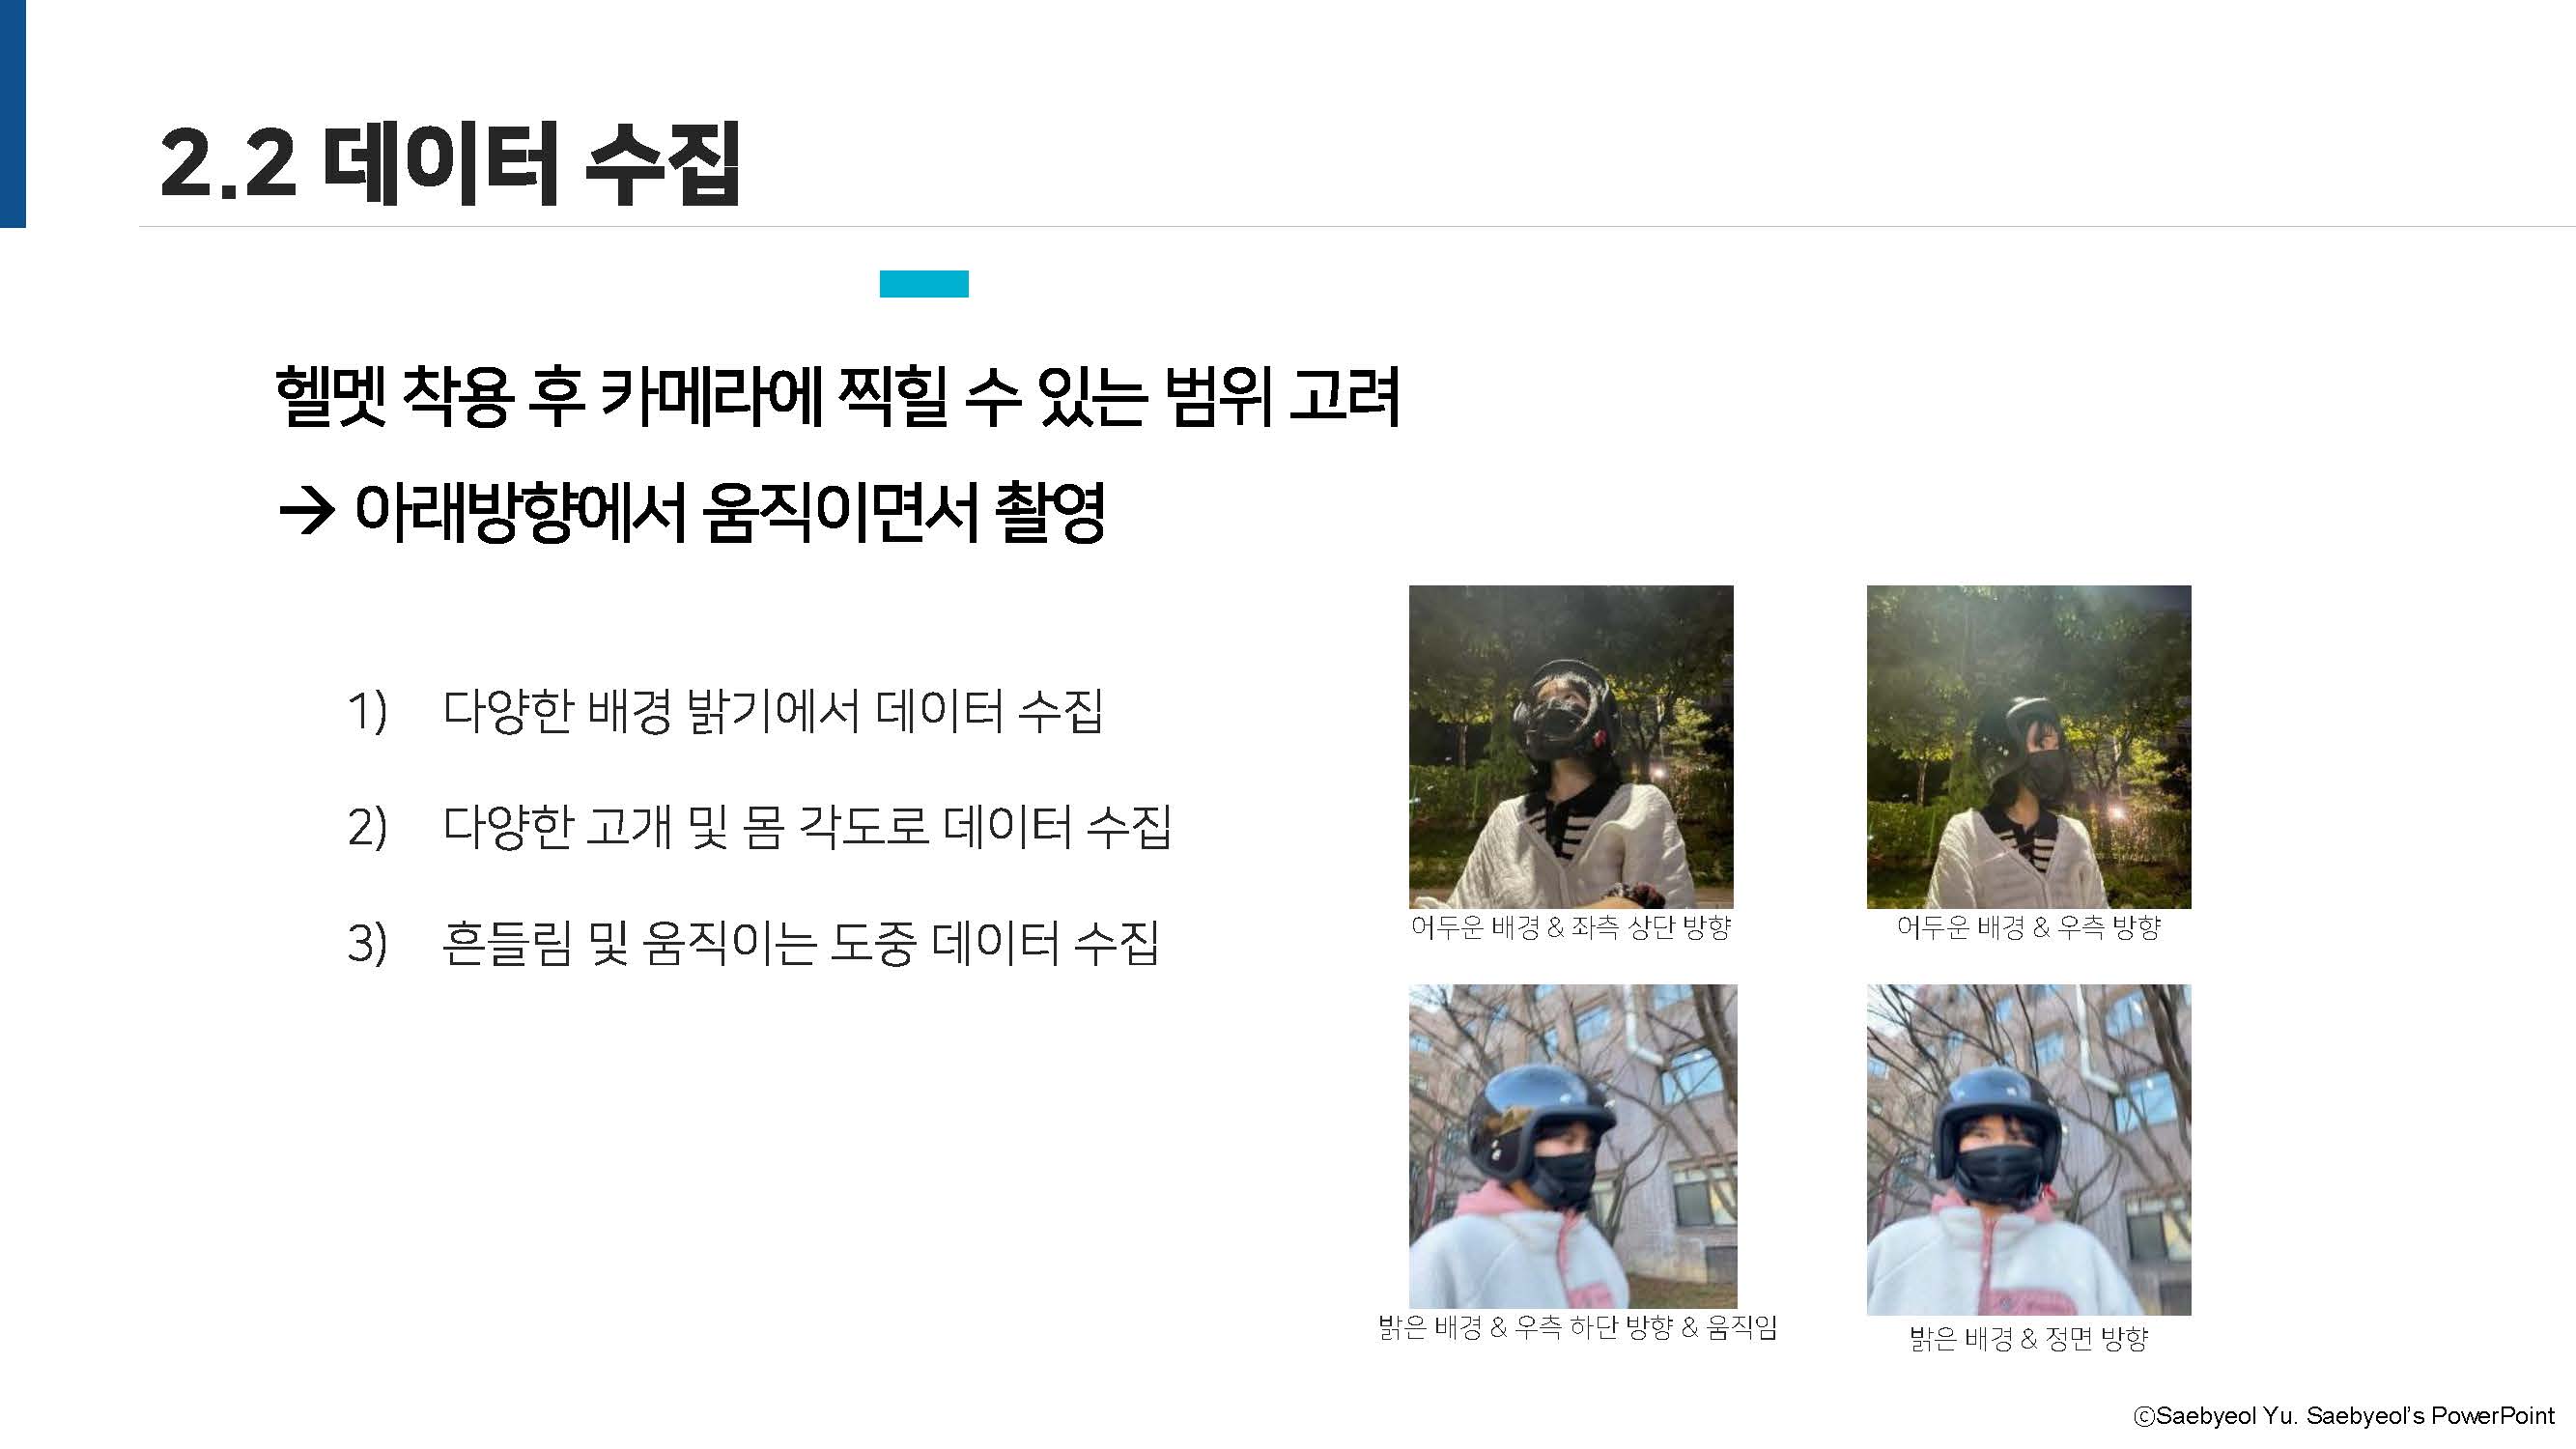 2.2 데이터 수집
헬멧 착용 후 카메라에 찍힐 수 있는 범위 고려
→ 아래방향에서 움직이면서 촬영
1) 다양한 배경 밝기에서 데이터 수집
2) 다양한 고개 및 몸 각도로 데이터 수집
3) 흔들림 및 움직이는 도중 데이터 수집
어두운 배경 & 좌측 상단 방향
어두운 배경 & 우측 방향
밝은 배경 & 우측 하단 방향 & 움직임
밝은 배경 & 정면 방향
ⓒSaebyeol Yu. Saebyeol’s PowerPoint